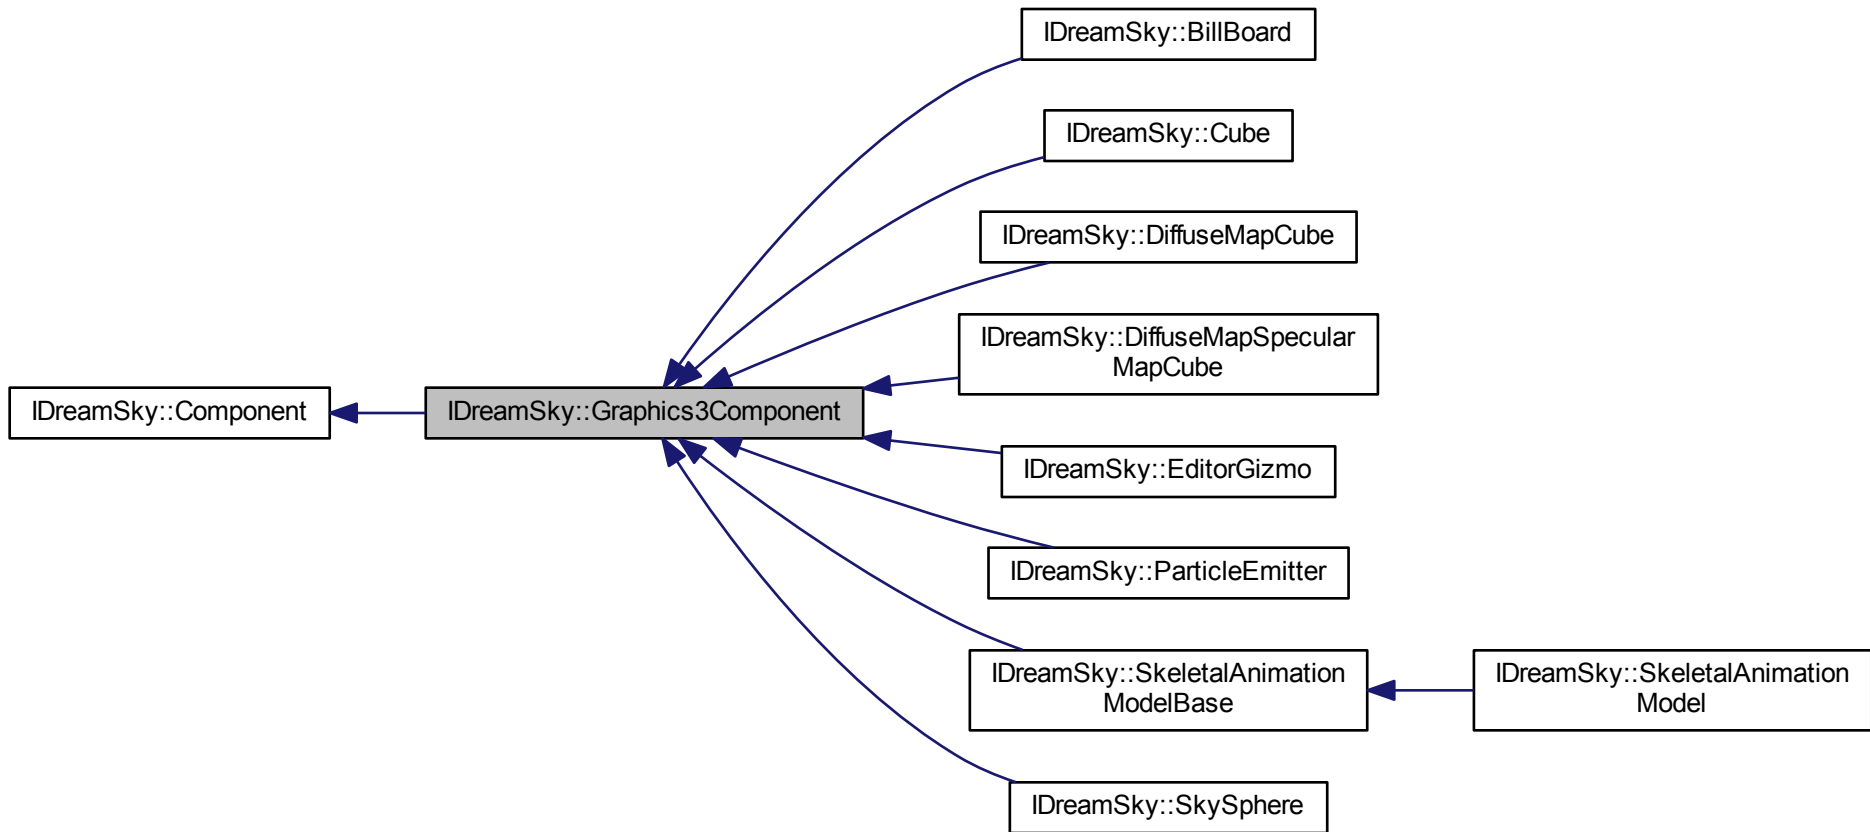 IDreamSky::BillBoard
IDreamSky::Cube
IDreamSky::DiffuseMapCube
IDreamSky::DiffuseMapSpecular
MapCube
IDreamSky::Component
IDreamSky::Graphics3Component
IDreamSky::EditorGizmo
IDreamSky::ParticleEmitter
IDreamSky::SkeletalAnimation
ModelBase
IDreamSky::SkeletalAnimation
Model
IDreamSky::SkySphere